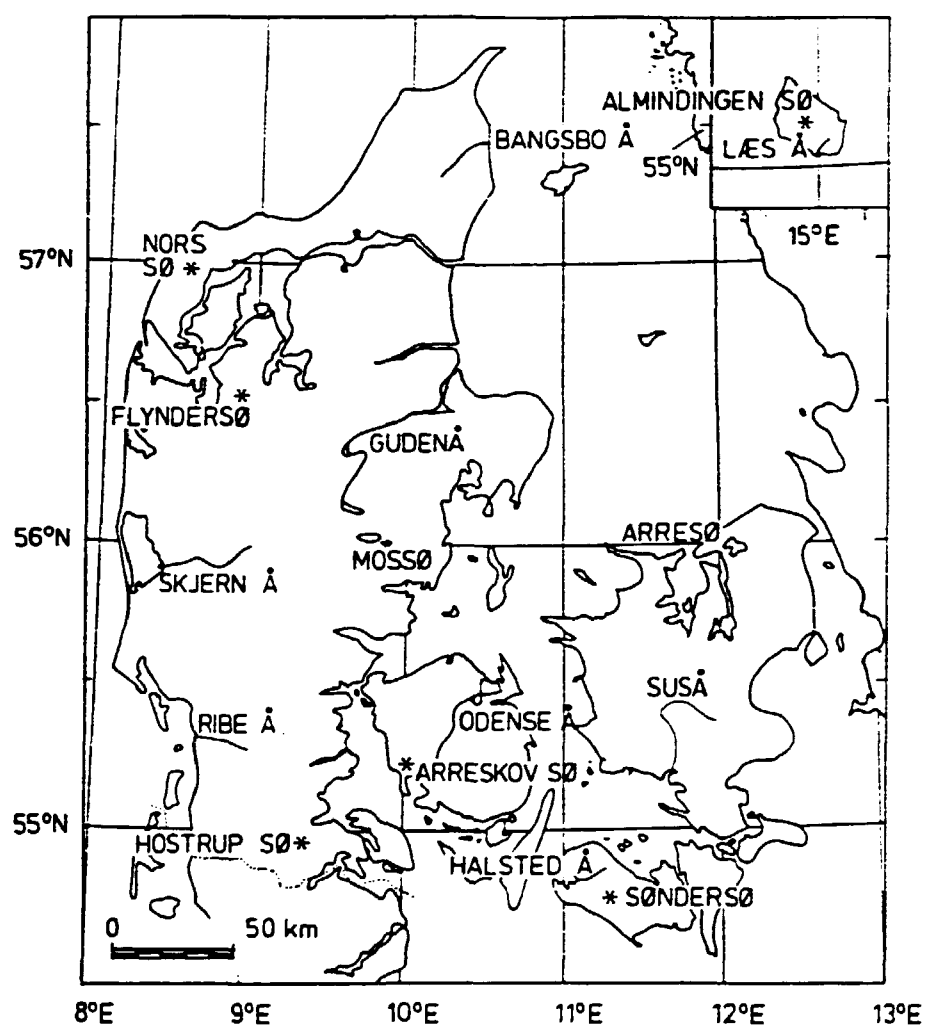 ALMINDINGEN SØ
*
BANGSBO Å
LÆS Å
55°N
15°E
NORS
SØ *
57°N
*
FLYNDERSØ
GUDENÅ
56°N
ARRESØ
MOSSØ
SKJERN Å
SUSÅ
RIBE Å
ODENSE Å
*ARRESKOV SØ
55°N
HOSTRUP SØ*
HALSTED Å
* SØNDERSØ
0 50 km
8°E 9°E 10°E 11°E 12°E 13°E